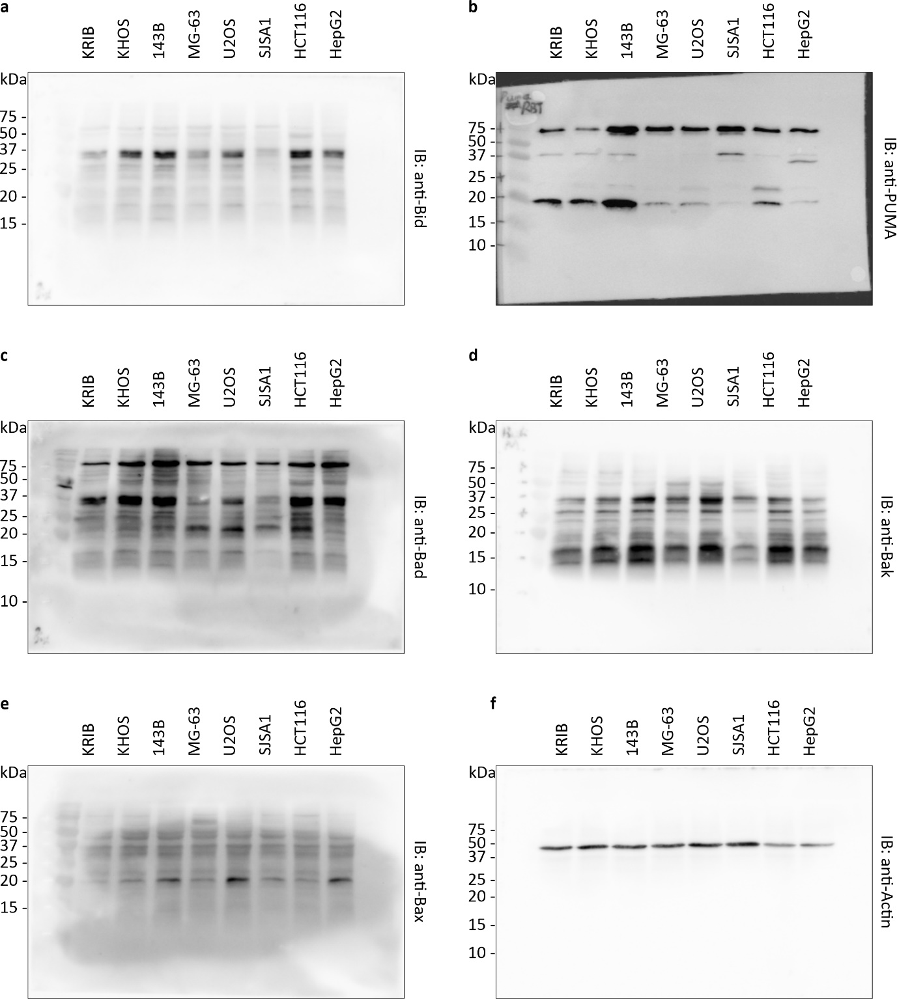 a
KRIB KHOS 143B MG-63 U2OS SJSA1 HCT116 HepG2
kDa
75 -
50 -
37 -
25 -
20 -
15 -
IB: anti-Bid
b
KRIB KHOS 143B MG-63 U2OS SJSA1 HCT116 HepG2
kDa
Puma
RBT
75 -
50 -
37 -
25 -
20 -
15 -
10 -
IB: anti-PUMA
c
KRIB KHOS 143B MG-63 U2OS SJSA1 HCT116 HepG2
kDa
75 -
50 -
37 -
25 -
20 -
15 -
10 -
IB: anti-Bad
d
KRIB KHOS 143B MG-63 U2OS SJSA1 HCT116 HepG2
kDa
75 -
50 -
37 -
25 -
20 -
15 -
10 -
IB: anti-Bak
e
KRIB KHOS 143B MG-63 U2OS SJSA1 HCT116 HepG2
kDa
75 -
50 -
37 -
25 -
20 -
15 -
IB: anti-Bax
f
KRIB KHOS 143B MG-63 U2OS SJSA1 HCT116 HepG2
kDa
75 -
50 -
37 -
25 -
20 -
15 -
10 -
IB: anti-Actin